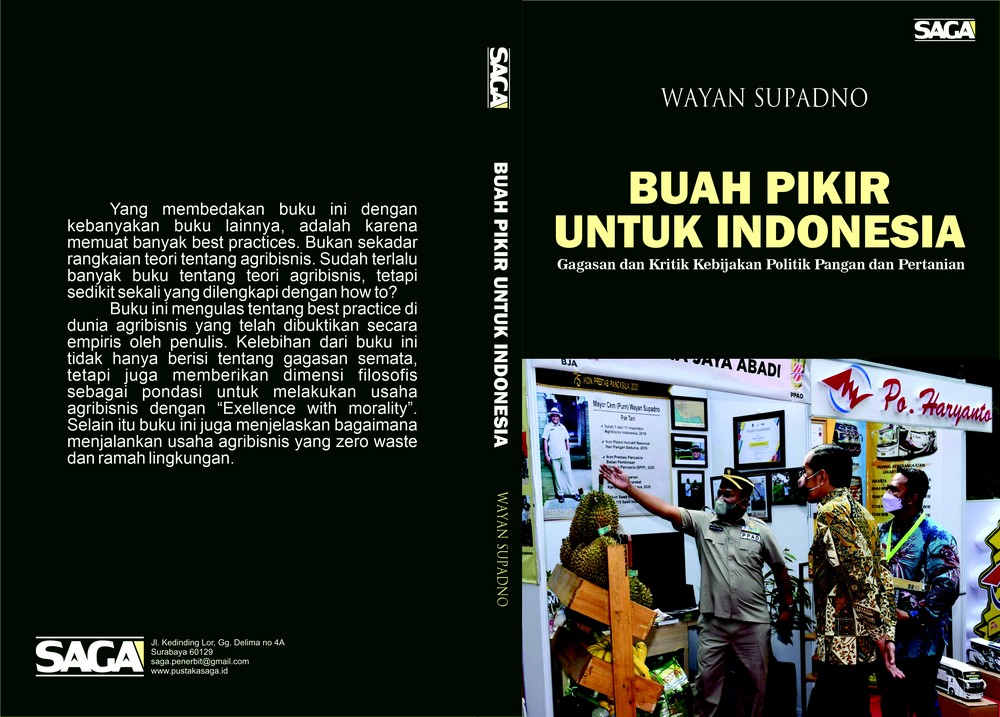 Yang membedakan buku ini dengan
kebanyakan buku lainnya, adalah karena
memuat banyak best practices. Bukan sekadar
rangkaian teori tentang agribisnis. Sudah terlalu
banyak buku tentang teori agribisnis, tetapi
sedikit sekali yang dilengkapi dengan how to?
Buku ini mengulas tentang best practice di
dunia agribisnis yang telah dibuktikan secara
empiris oleh penulis. Kelebihan dari buku ini
tidak hanya berisi tentang gagasan semata,
tetapi juga memberikan dimensi filosofis
sebagai pondasi untuk melakukan usaha
agribisnis dengan “Exellence with morality”.
Selain itu buku ini juga menjelaskan bagaimana
menjalankan usaha agribisnis yang zero waste
dan ramah lingkungan.
SAGA
Jl. Kedinding Lor, Gg. Delima no 4A
Surabaya 60129
saga.penerbit@gmail.com
www.pustakasaga.id
SAGA
BUAH PIKIR UNTUK INDONESIA
WAYAN SUPADNO
SAGA
WAYAN SUPADNO
BUAH PIKIR
UNTUK INDONESIA
Gagasan dan Kritik Kebijakan Politik Pangan dan Pertanian
BJA
JAYA ABADI
PPAD
IKON PRESTASI PANCASILA 2020
Mayor Ckm (Purn) Wayan Supadno
Pak Tani
Po. Haryanto
PPAD